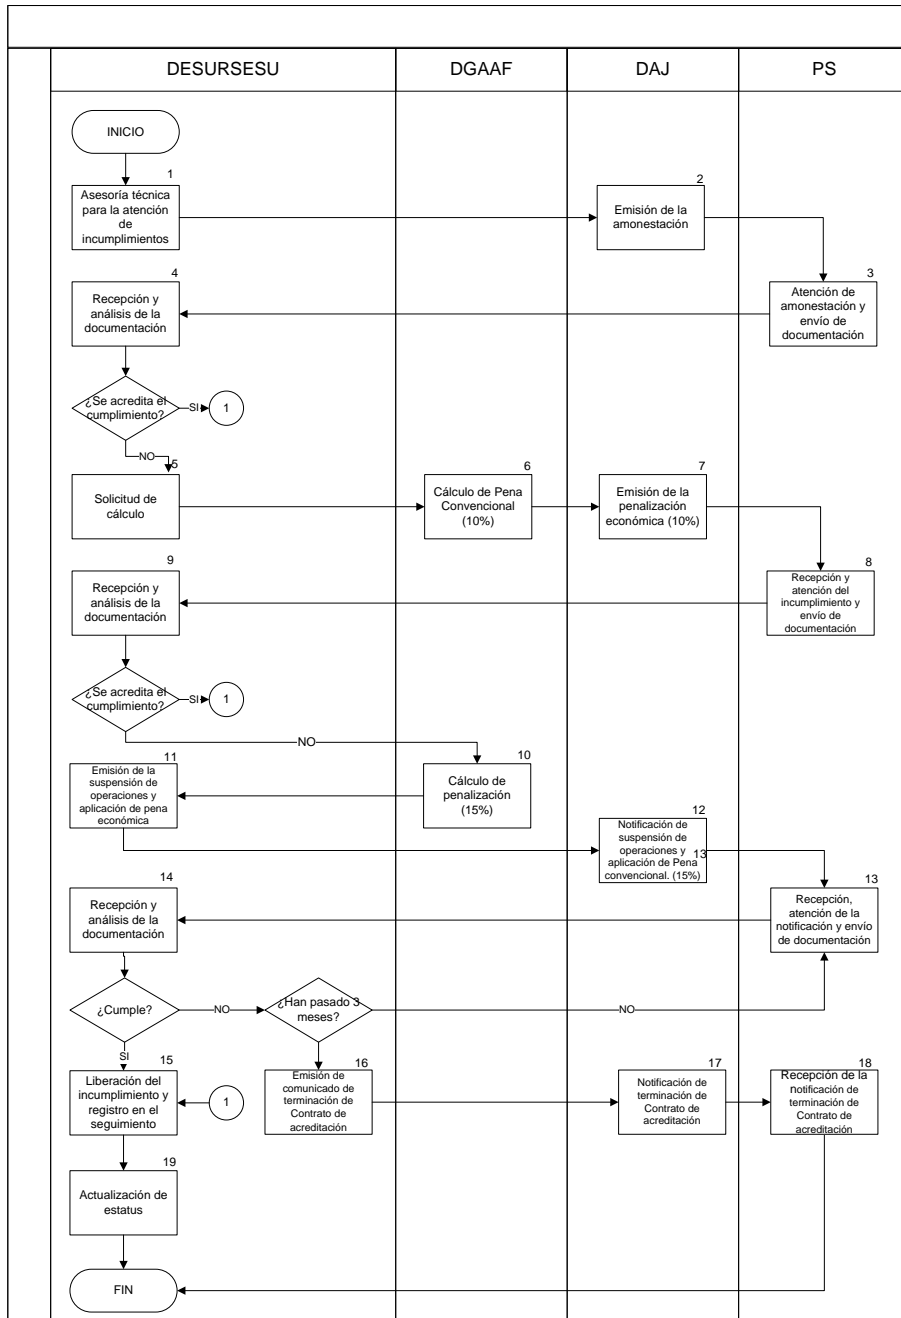 DESURSESU
DGAAF
DAJ
PS
INICIO
1
Asesoría técnica
para la atención
de
incumplimientos
2
Emisión de la
amonestación
3
Atención de
amonestación y
envío de
documentación
4
Recepción y
análisis de la
documentación
¿Se acredita el
cumplimiento?
SI
1
NO
5
Solicitud de
cálculo
6
Cálculo de Pena
Convencional
(10%)
7
Emisión de la
penalización
económica (10%)
8
Recepción y
atención del
incumplimiento y
envío de
documentación
9
Recepción y
análisis de la
documentación
¿Se acredita el
cumplimiento?
SI
1
NO
10
Cálculo de
penalización
(15%)
11
Emisión de la
suspensión de
operaciones y
aplicación de pena
económica
12
Notificación de
suspensión de
operaciones y
aplicación de Pena
convencional. (15%)
13
13
Recepción,
atención de la
notificación y envío
de documentación
14
Recepción y
análisis de la
documentación
¿Cumple?
NO
¿Han pasado 3
meses?
NO
SI
15
Liberación del
incumplimiento y
registro en el
seguimiento
1
16
Emisión de
comunicado de
terminación de
Contrato de
acreditación
17
Notificación de
terminación de
Contrato de
acreditación
18
Recepción de la
notificación de
terminación de
Contrato de
acreditación
19
Actualización de
estatus
FIN